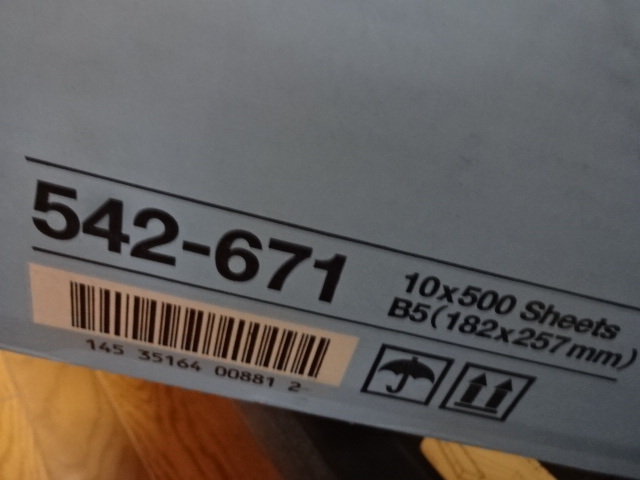 542-671
10x500 Sheets
B5(182x257mm)
145 35164 00881 2